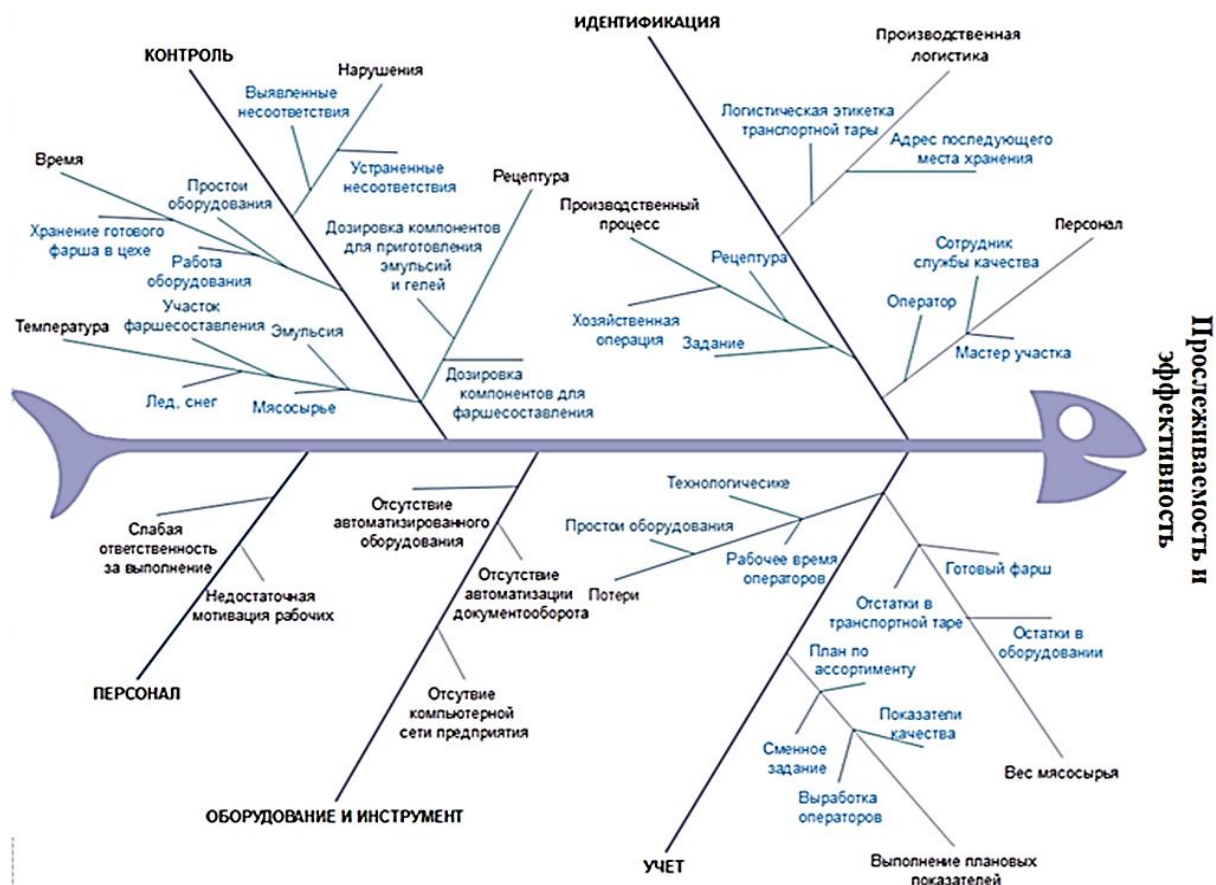 ИДЕНТИФИКАЦИЯ
КОНТРОЛЬ
Производственная
логистика
Нарушения
Выявленные
несоответствия
Логистическая этикетка
транспортной тары
Адрес последующего
места хранения
Время
Устраненные
несоответствия
Рецептура
Простои
оборудования
Производственный
процесс
Персонал
Хранение готового
фарша в цехе
Дозировка компонентов
для приготовления
эмульсий
и гелей
Сотрудник
службы качества
Рецептура
Работа
оборудования
Оператор
Участок
фаршесоставления
Температура
Эмульсия
Хозяйственная
операция
Задание
Мастер участка
Лед, снег
Мясосырье
Дозировка
компонентов для
фаршесоставления
Прослеживаемость и
эффективность
Слабая
ответственность
за выполнение
Недостаточная
мотивация рабочих
ПЕРСОНАЛ
Отсутствие
автоматизированного
оборудования
Отсутствие
автоматизации
документооборота
Отсутвие
компьютерной
сети предприятия
ОБОРУДОВАНИЕ И ИНСТРУМЕНТ
Технологичесике
Простои оборудования
Рабочее время
операторов
Потери
Готовый фарш
Отстатки в
транспортной таре
Остатки в
оборудовании
План по
ассортименту
Показатели
качества
Сменное
задание
Выработка
операторов
Вес мясосырья
УЧЕТ
Выполнение плановых
показателей